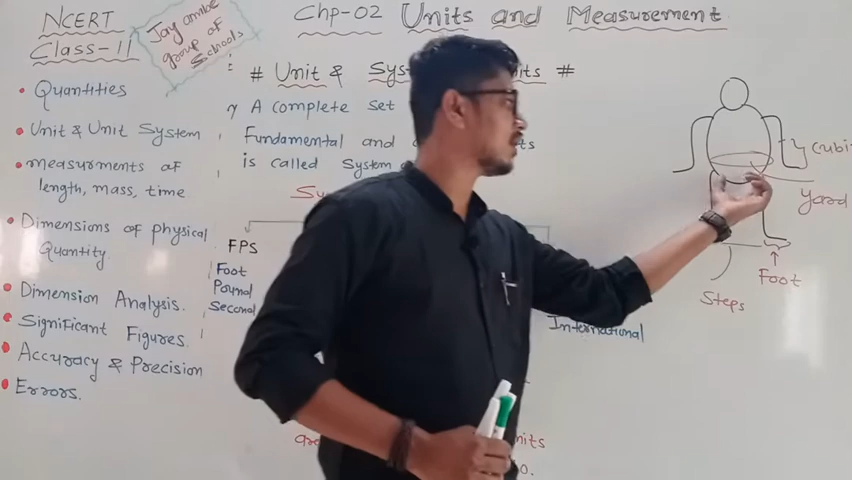 NCERT
Class-11
Jay ambe
group of
Schools
Chp-02 Units and Measurement
# Unit & Sys its #
• Quantities
• Unit & Unit System
• measurments of
length, mass, time
• Dimensions of physical
Quantity
• Dimension Analysis.
• Significant Figures
• Accuracy & Precision
• Errors.
A complete set
Fundamental and
is called System
FPS
Foot
Pound
Second
International
Yard
Foot
Steps